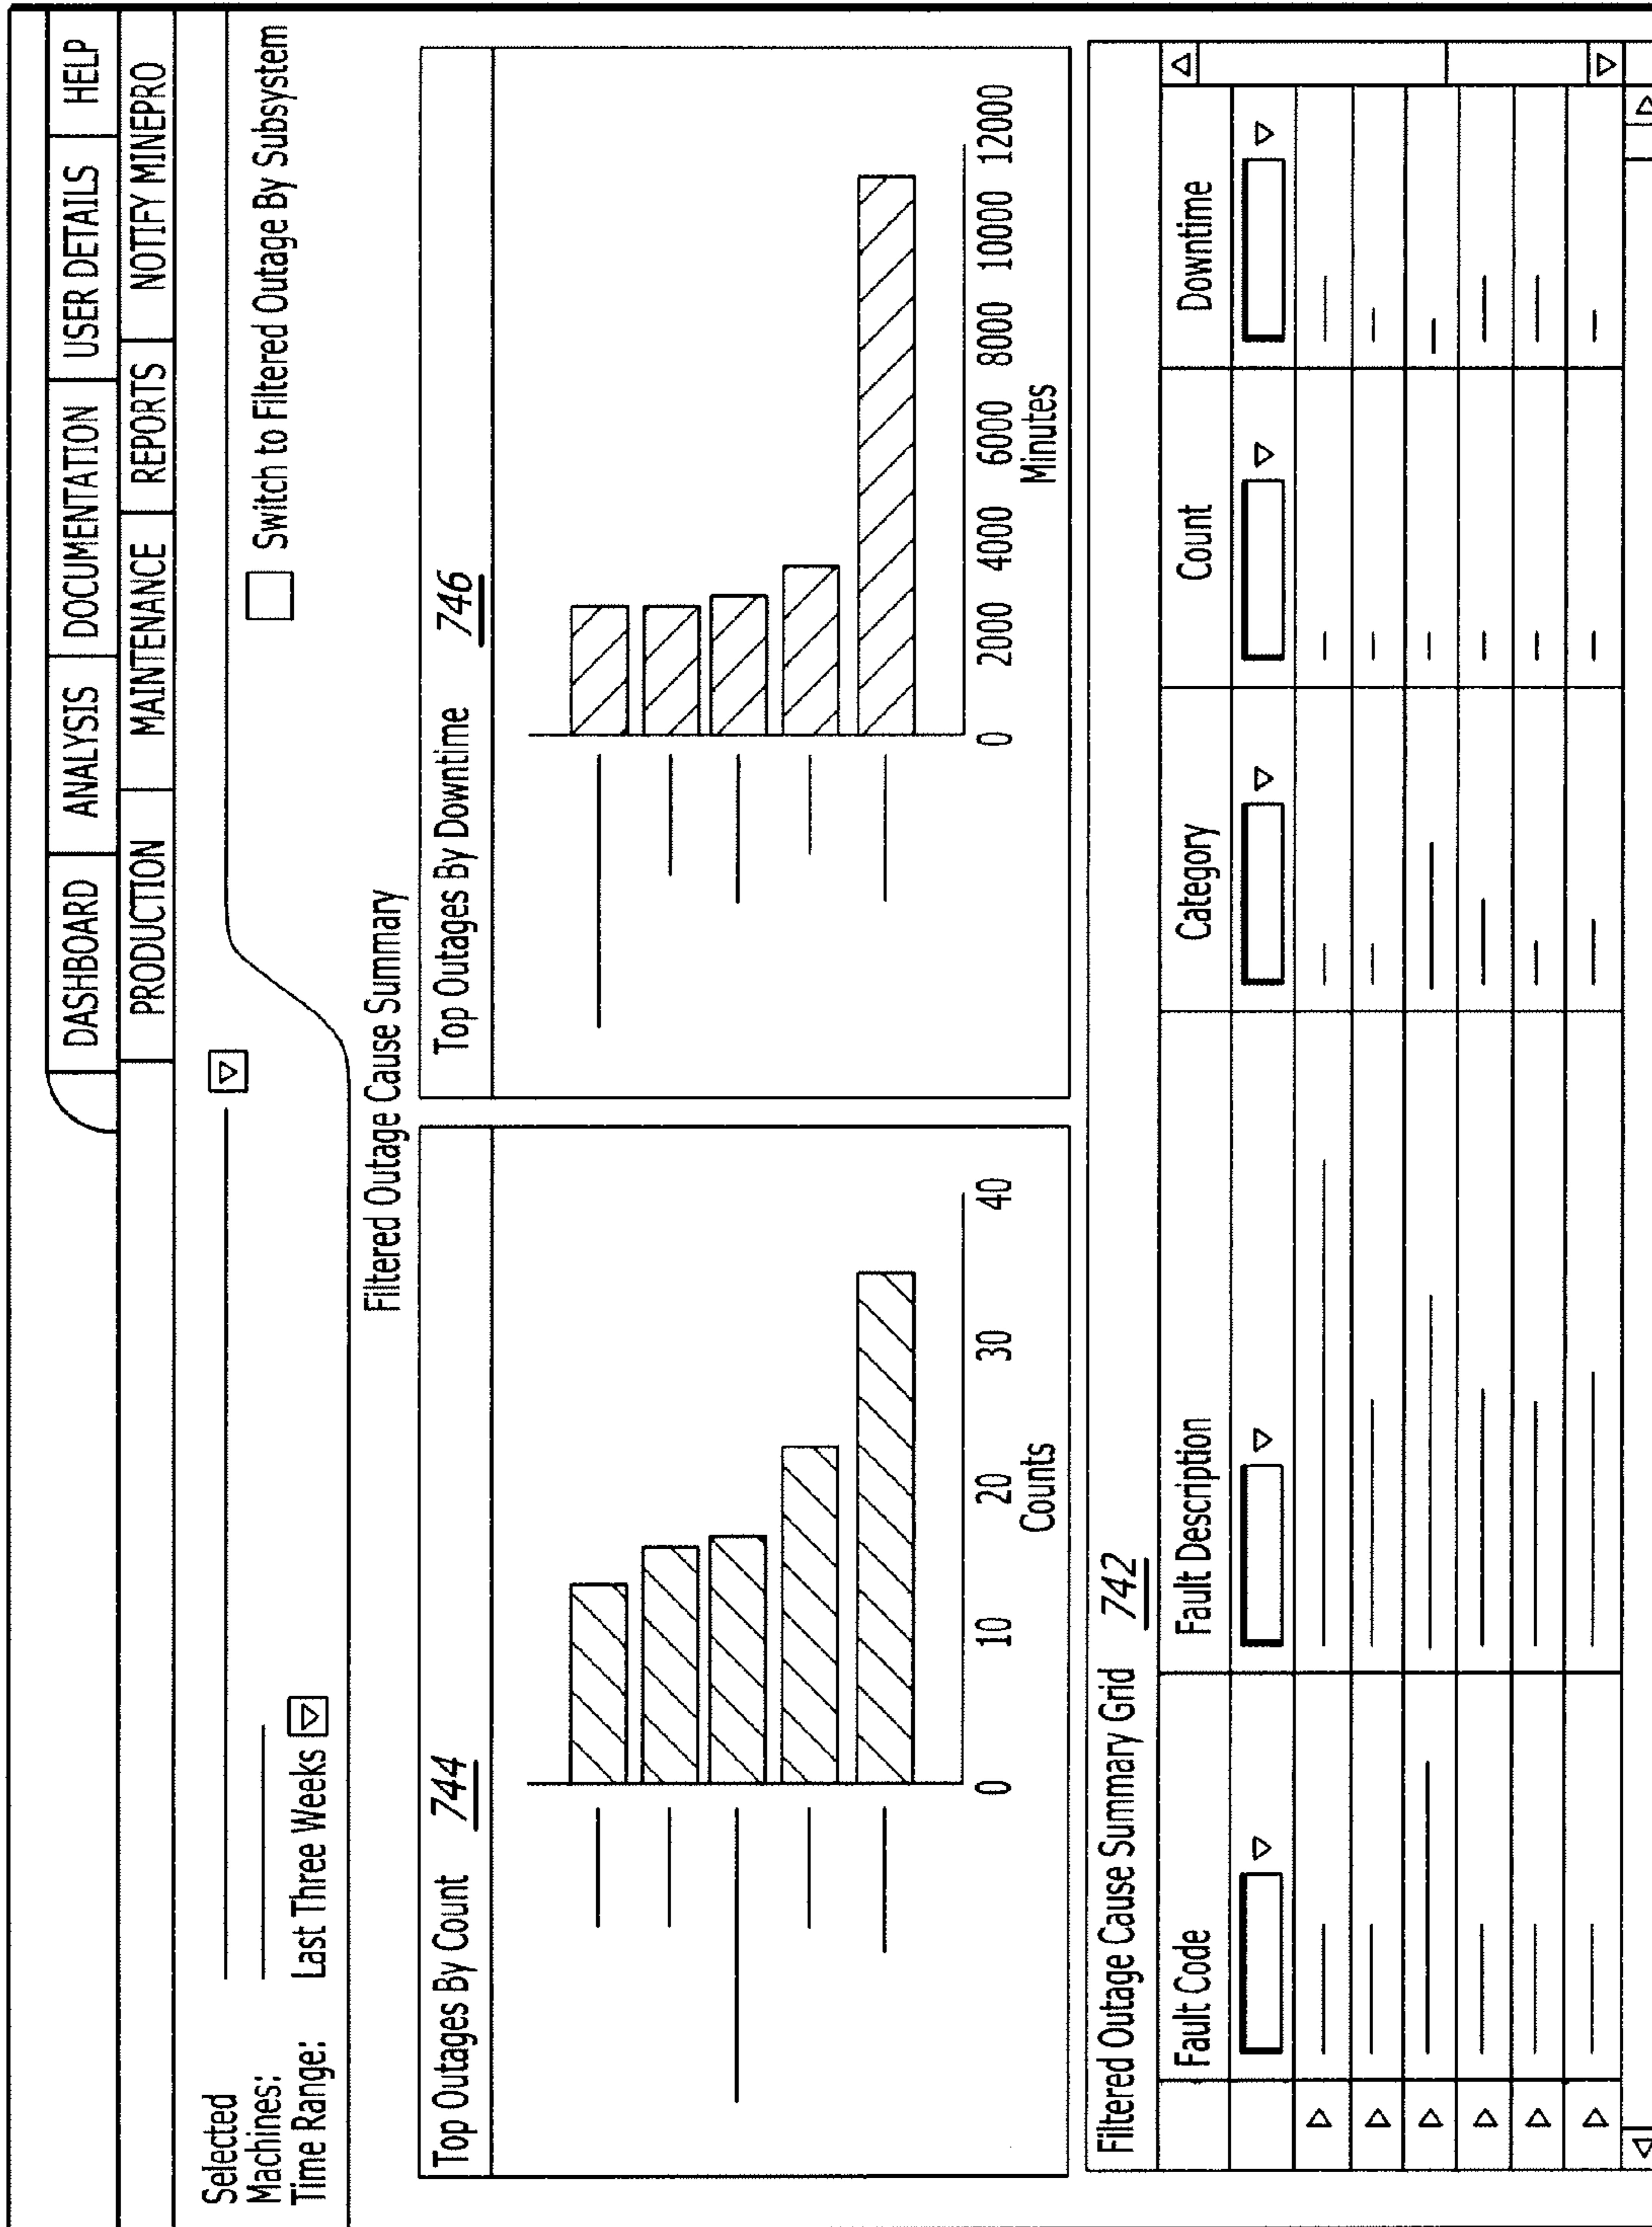 DASHBOARD ANALYSIS DOCUMENTATION USER DETAILS HELP
PRODUCTION MAINTENANCE REPORTS NOTIFY MINEPRO
Selected
Machines:
Time Range: Last Three Weeks
Switch to Filtered Outage By Subsystem
Filtered Outage Cause Summary
Top Outages By Count 744
0 10 20 30 40
Counts
Top Outages By Downtime 746
0 2000 4000 6000 8000 10000 12000
Minutes
Filtered Outage Cause Summary Grid 742
Fault Code Fault Description Category Count Downtime